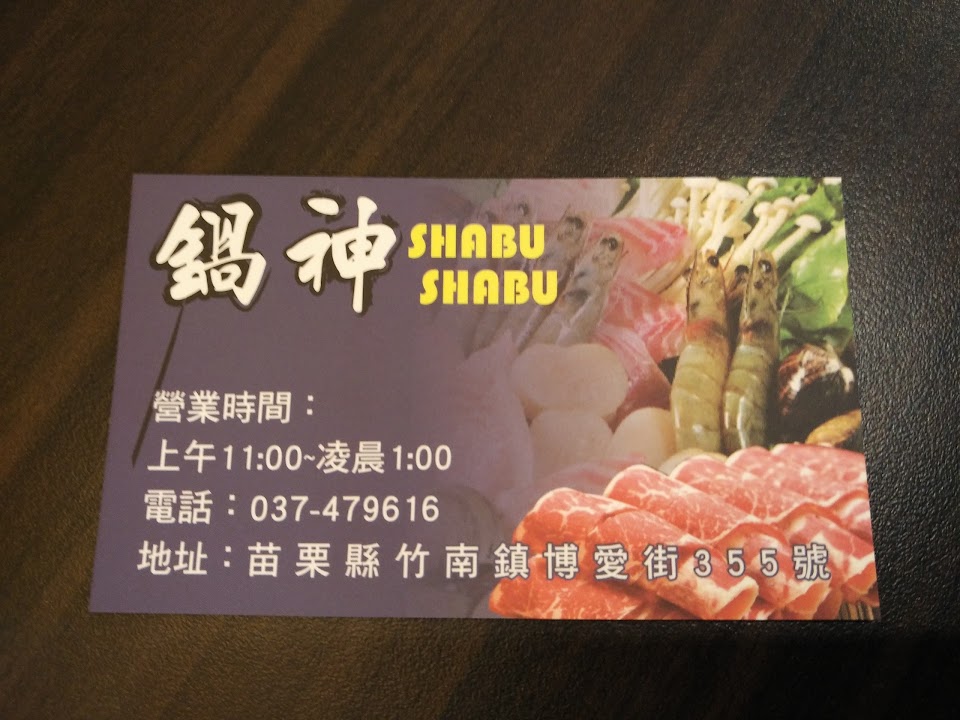 鍋神 SHABU
SHABU
營業時間：
上午11:00~凌晨1:00
電話：037-479616
地址：苗栗縣竹南鎮博愛街355號